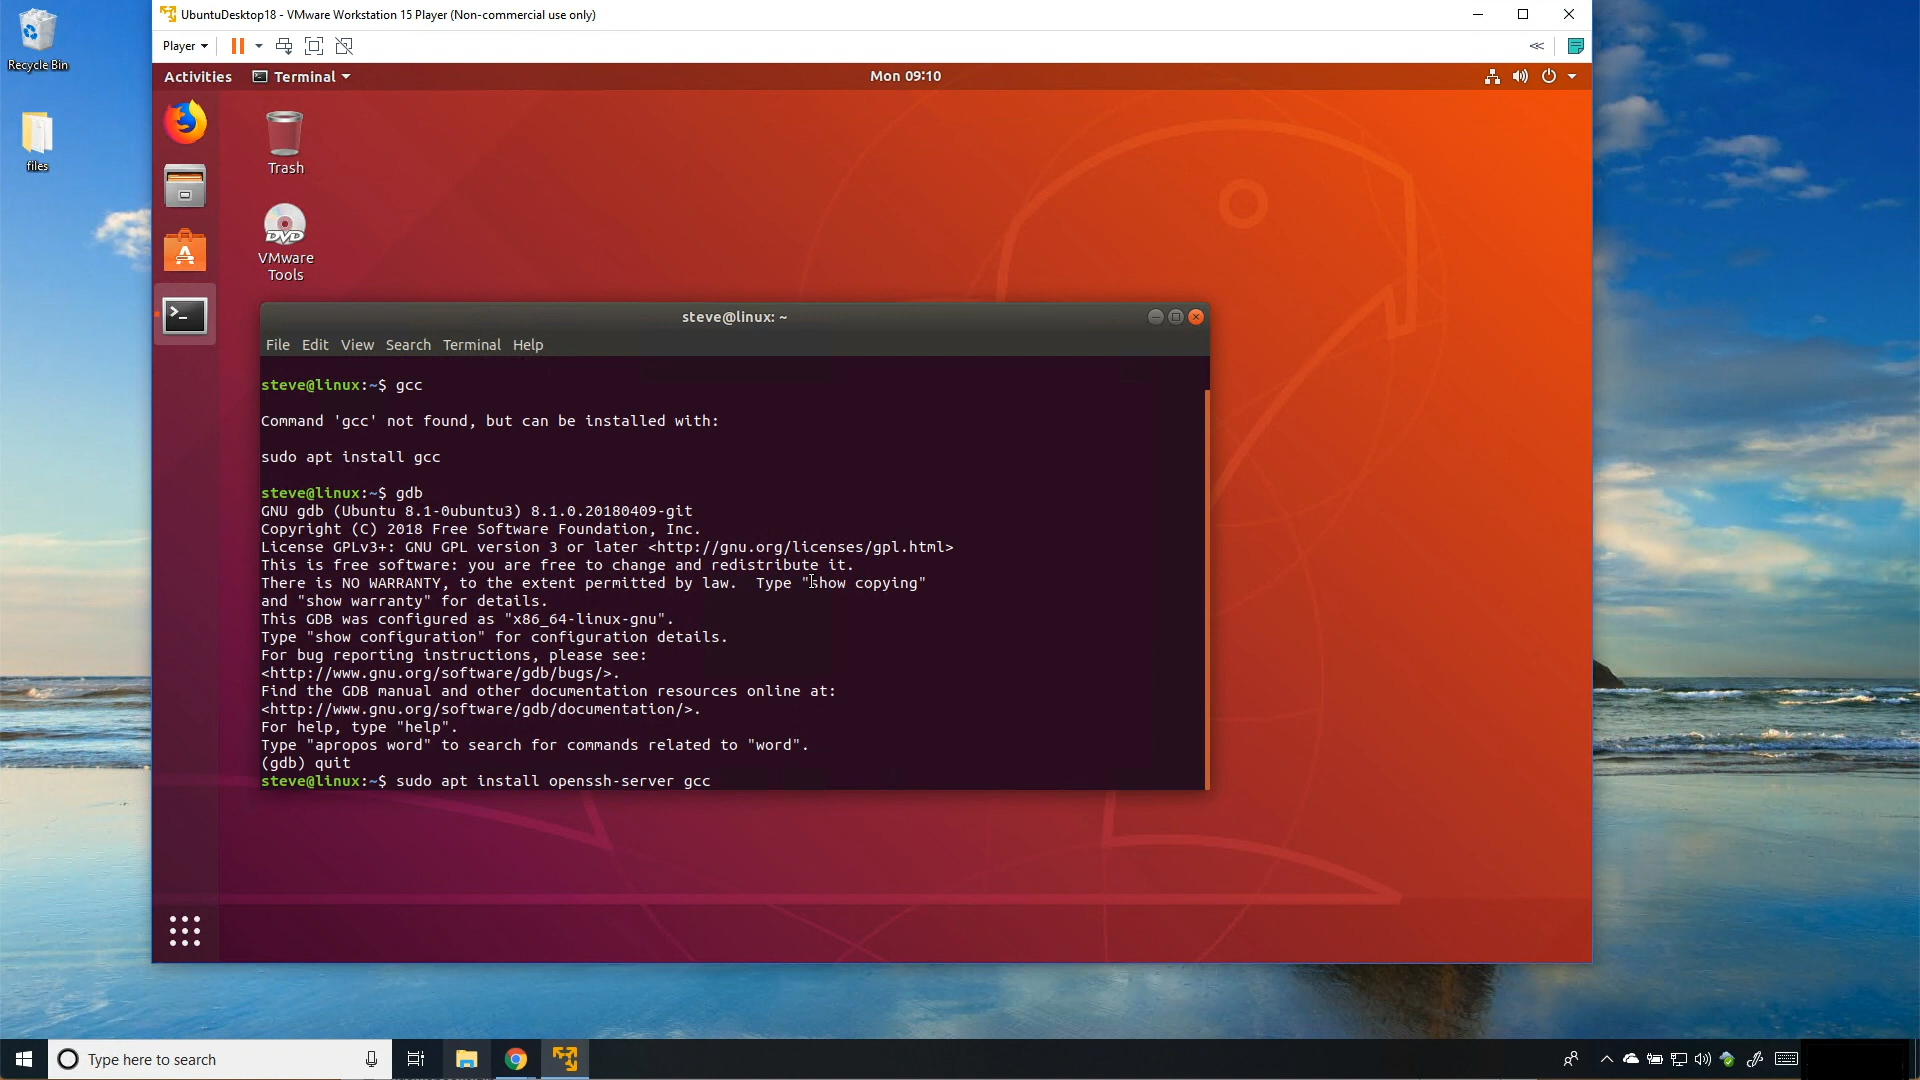 UbuntuDesktop18 - VMware Workstation 15 Player (Non-commercial use only)
Player
Recycle Bin
files
Activities
Terminal
Mon 09:10
Trash
DVD
VMware
Tools
steve@linux: ~
File Edit View Search Terminal Help
steve@linux:~$ gcc
Command 'gcc' not found, but can be installed with:
sudo apt install gcc
steve@linux:~$ gdb
GNU gdb (Ubuntu 8.1-0ubuntu3) 8.1.0.20180409-git
Copyright (C) 2018 Free Software Foundation, Inc.
License GPLv3+: GNU GPL version 3 or later <http://gnu.org/licenses/gpl.html>
This is free software: you are free to change and redistribute it.
There is NO WARRANTY, to the extent permitted by law.  Type "show copying"
and "show warranty" for details.
This GDB was configured as "x86_64-linux-gnu".
Type "show configuration" for configuration details.
For bug reporting instructions, please see:
<http://www.gnu.org/software/gdb/bugs/>.
Find the GDB manual and other documentation resources online at:
<http://www.gnu.org/software/gdb/documentation/>.
For help, type "help".
Type "apropos word" to search for commands related to "word".
(gdb) quit
steve@linux:~$ sudo apt install openssh-server gcc
Type here to search